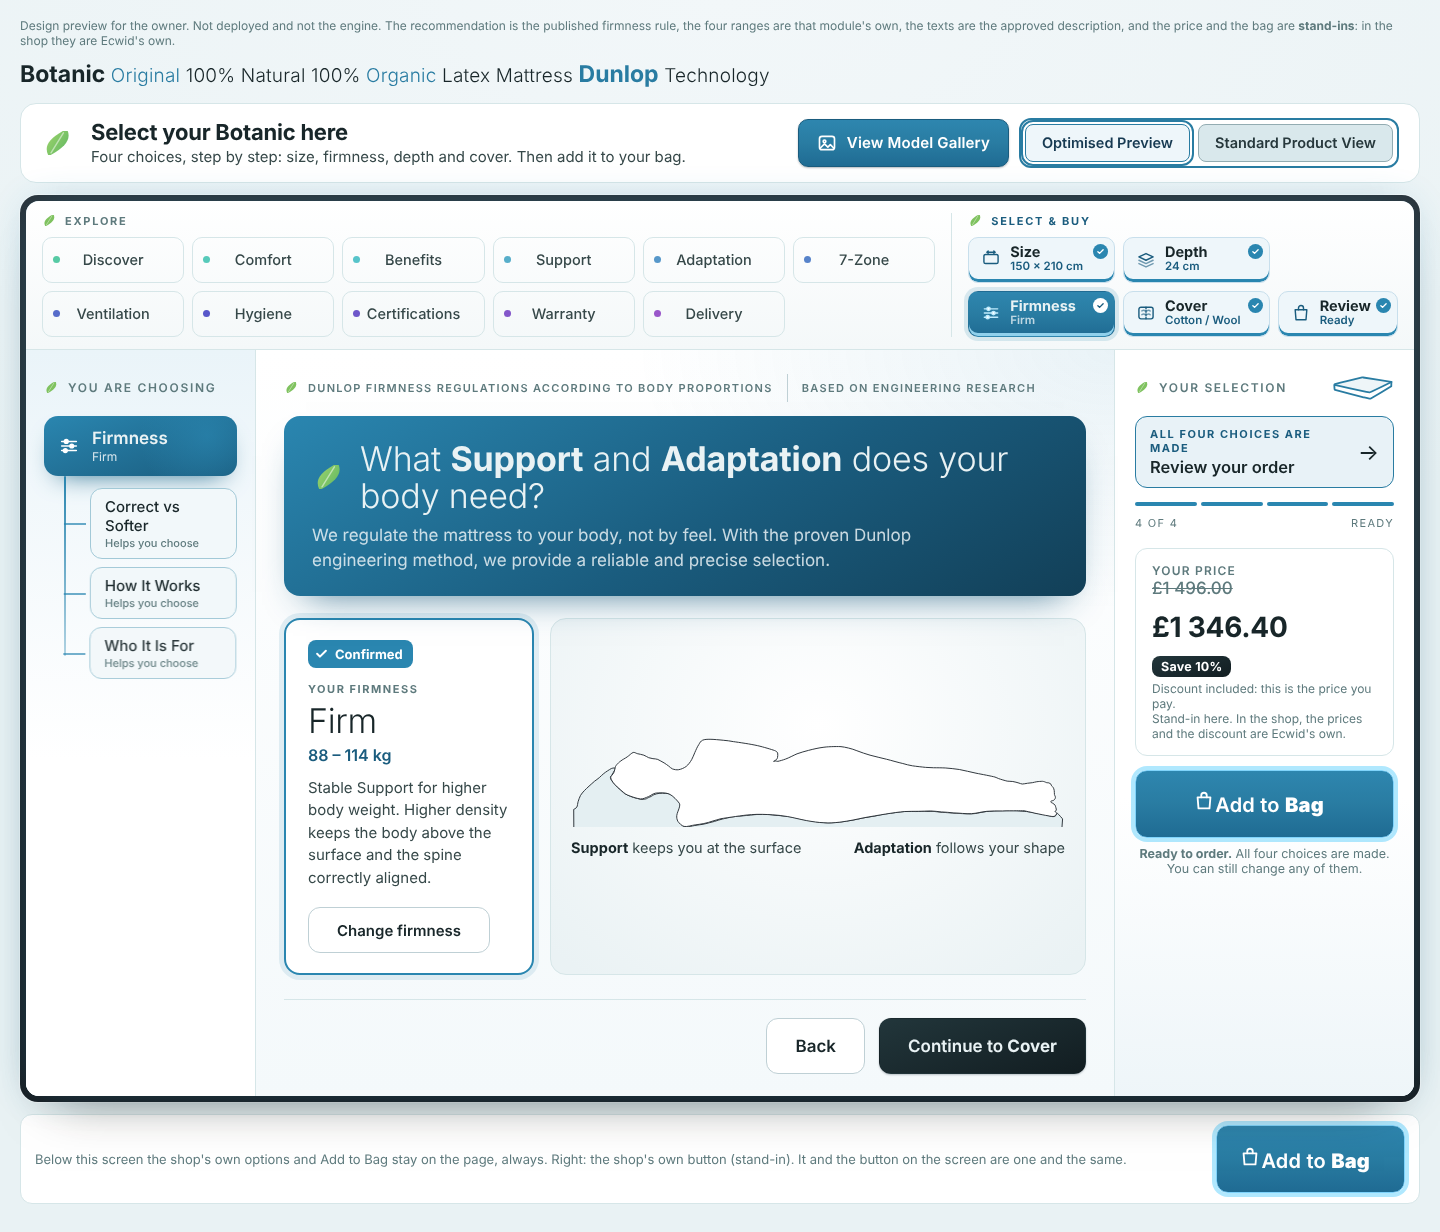 Design preview for the owner. Not deployed and not the engine. The recommendation is the published firmness rule, the four ranges are that module's own, the texts are the approved description, and the price and the bag are stand-ins: in the
shop they are Ecwid's own.
Botanic Original 100% Natural 100% Organic Latex Mattress Dunlop Technology
Select your Botanic here
Four choices, step by step: size, firmness, depth and cover. Then add it to your bag.
View Model Gallery
Optimised Preview
Standard Product View
EXPLORE
Discover
Comfort
Benefits
Support
Adaptation
7-Zone
Ventilation
Hygiene
Certifications
Warranty
Delivery
SELECT & BUY
Size
150 × 210 cm
Depth
24 cm
Firmness
Firm
Cover
Cotton / Wool
Review
Ready
YOU ARE CHOOSING
Firmness
Firm
Correct vs
Softer
Helps you choose
How It Works
Helps you choose
Who It Is For
Helps you choose
DUNLOP FIRMNESS REGULATIONS ACCORDING TO BODY PROPORTIONS
BASED ON ENGINEERING RESEARCH
What Support and Adaptation does your
body need?
We regulate the mattress to your body, not by feel. With the proven Dunlop
engineering method, we provide a reliable and precise selection.
Confirmed
YOUR FIRMNESS
Firm
88 – 114 kg
Stable Support for higher
body weight. Higher density
keeps the body above the
surface and the spine
correctly aligned.
Change firmness
Support keeps you at the surface
Adaptation follows your shape
Back
Continue to Cover
YOUR SELECTION
ALL FOUR CHOICES ARE
MADE
Review your order
4 OF 4
READY
YOUR PRICE
£1 496.00
£1 346.40
Save 10%
Discount included: this is the price you
pay.
Stand-in here. In the shop, the prices
and the discount are Ecwid's own.
Add to Bag
Ready to order. All four choices are made.
You can still change any of them.
Below this screen the shop's own options and Add to Bag stay on the page, always. Right: the shop's own button (stand-in). It and the button on the screen are one and the same.
Add to Bag